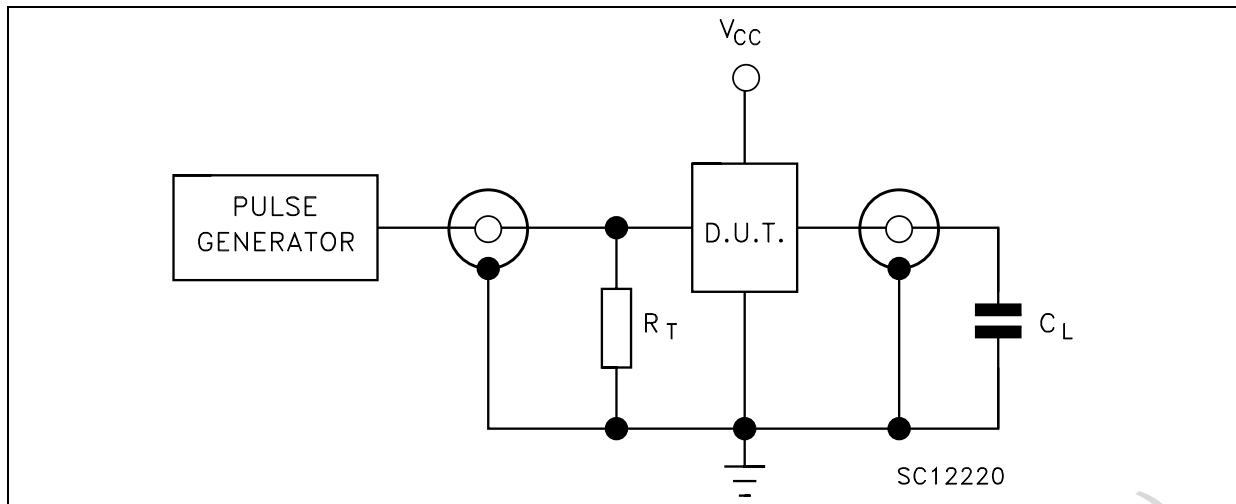 VCC
PULSE
GENERATOR
D.U.T.
RT
CL
SC12220